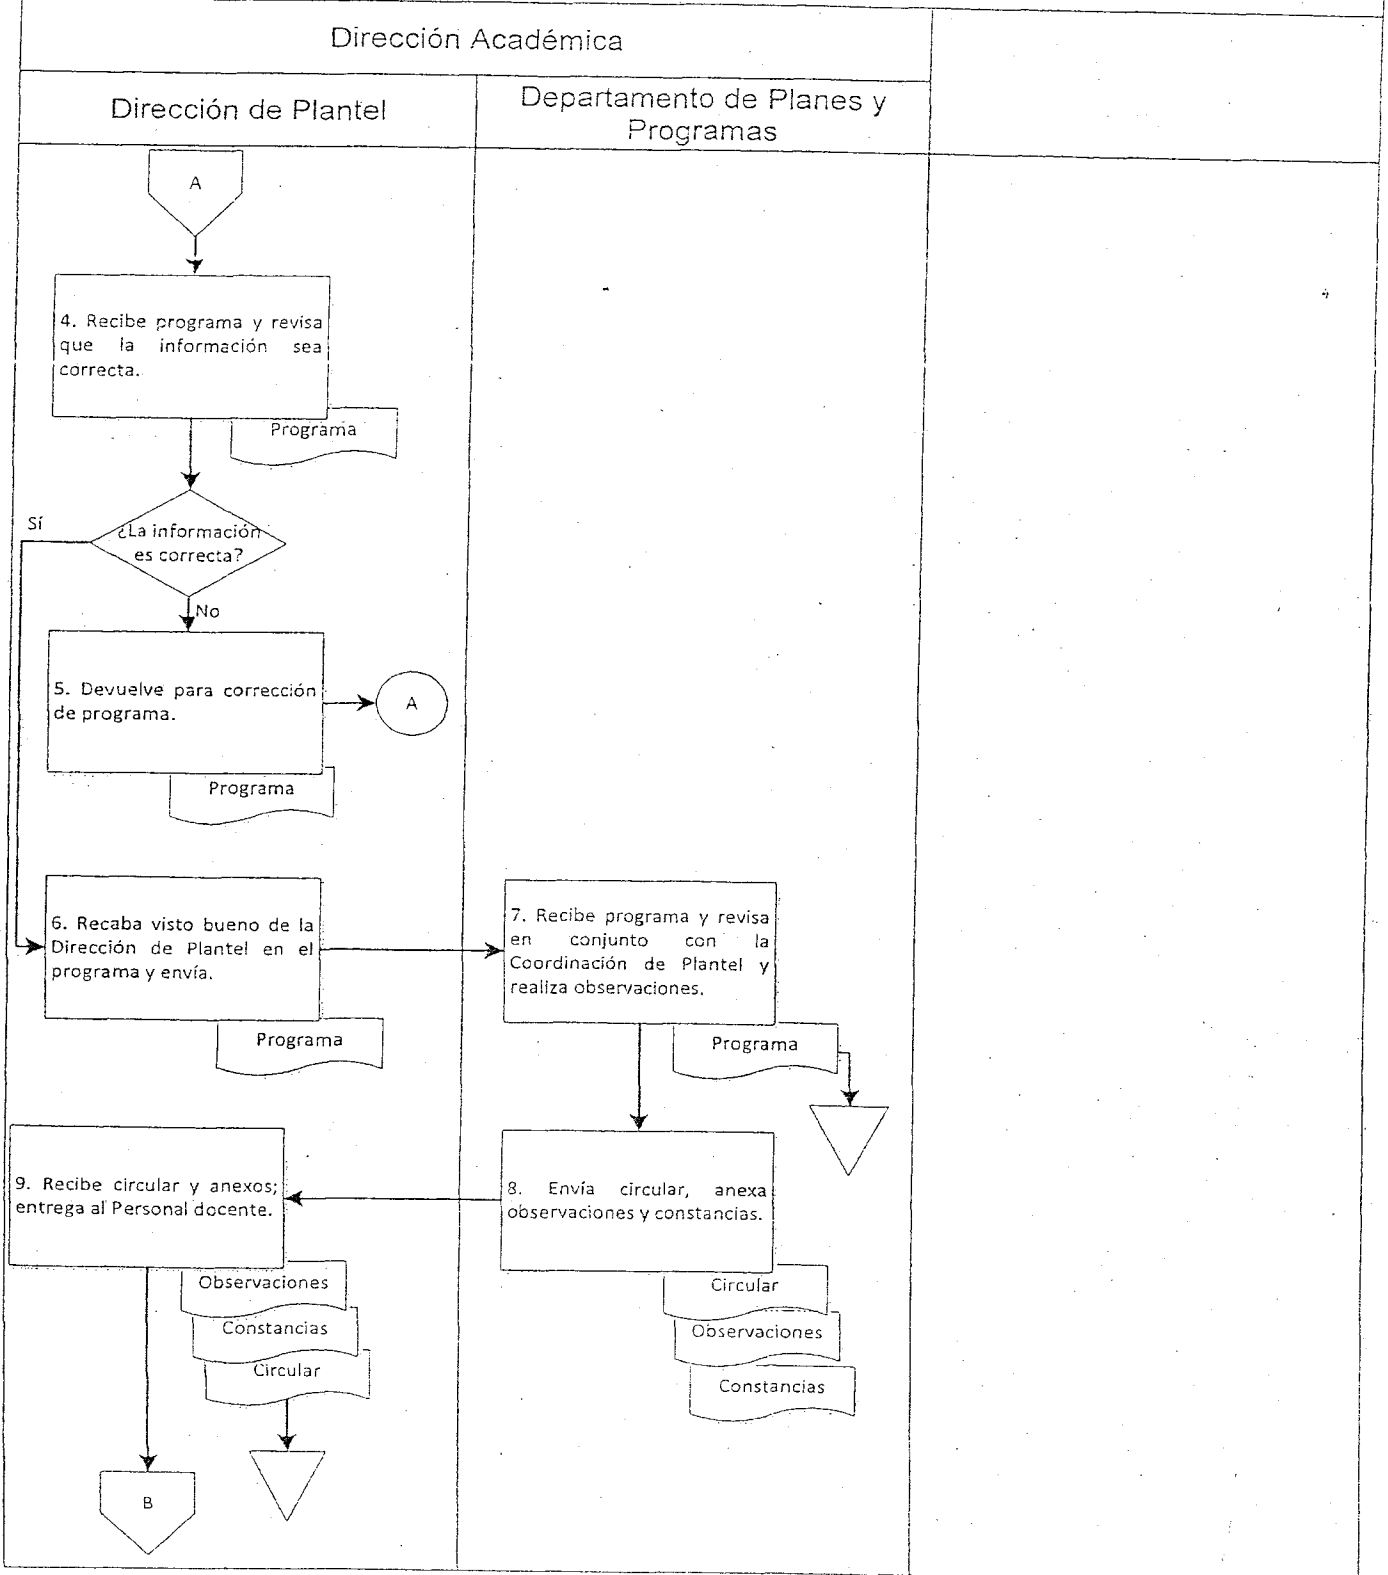 Dirección Académica
Dirección de Plantel
Departamento de Planes y
Programas
A
4. Recibe programa y revisa
que la información sea
correcta.
Programa
Sí
¿La información
es correcta?
No
5. Devuelve para corrección
de programa.
A
Programa
6. Recaba visto bueno de la
Dirección de Plantel en el
programa y envía.
Programa
7. Recibe programa y revisa
en conjunto con la
Coordinación de Plantel y
realiza observaciones.
Programa
8. Envía circular, anexa
observaciones y constancias.
Circular
Observaciones
Constancias
9. Recibe circular y anexos;
entrega al Personal docente.
Observaciones
Constancias
Circular
B